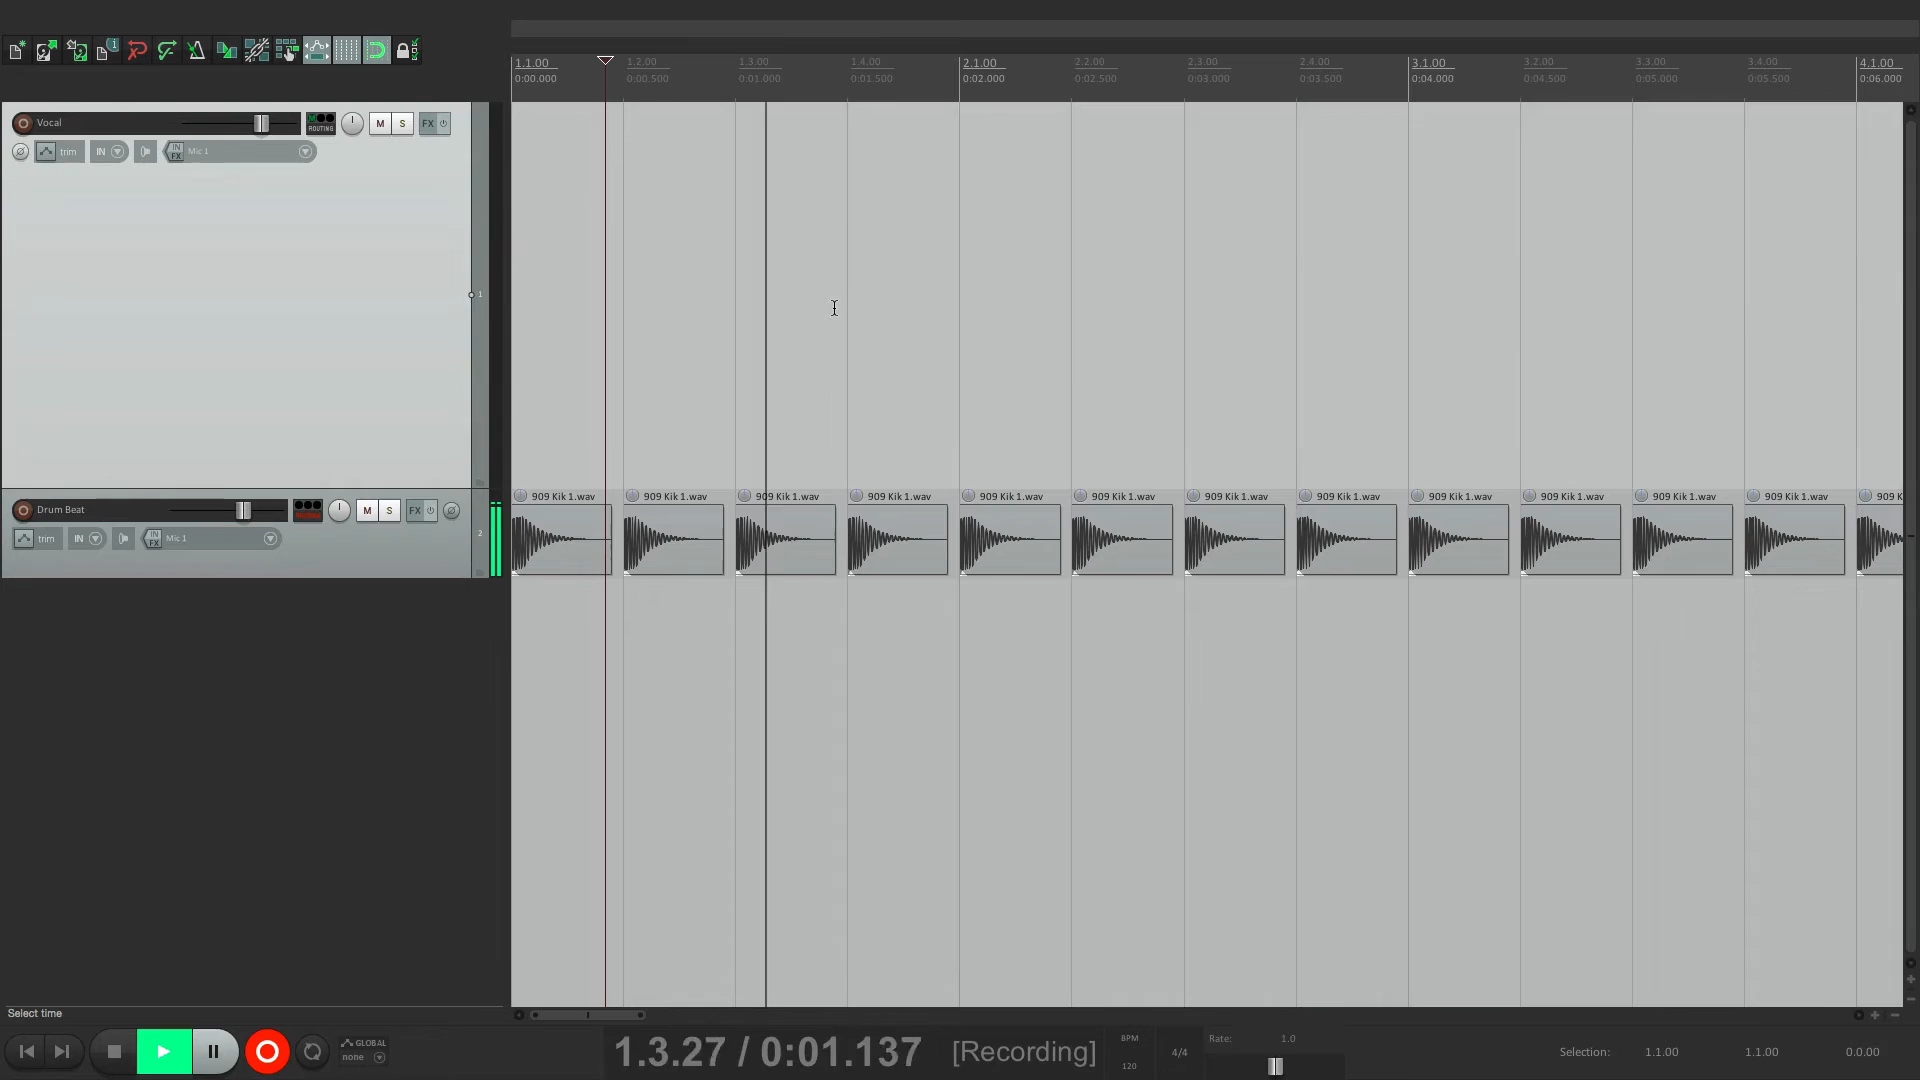 1.1.00 1.2.00 1.3.00 1.4.00 2.1.00 2.2.00 2.3.00 2.4.00 3.1.00 3.2.00 3.3.00 3.4.00 4.1.00
0:00.000 0:00.500 0:01.000 0:01.500 0:02.000 0:02.500 0:03.000 0:03.500 0:04.000 0:04.500 0:05.000 0:05.500 0:06.000
Vocal ROUTING M S FX
trim IN IN FX Mic 1
1
909 Kik 1.wav 909 Kik 1.wav 909 Kik 1.wav 909 Kik 1.wav 909 Kik 1.wav 909 Kik 1.wav 909 Kik 1.wav 909 Kik 1.wav 909 Kik 1.wav 909 Kik 1.wav 909 Kik 1.wav 909 Kik 1.wav 909 K
Drum Beat M S FX
2
trim IN IN FX Mic 1
Select time
GLOBAL
none
1.3.27 / 0:01.137 [Recording]
BPM
120
4/4
Rate: 1.0
Selection: 1.1.00 1.1.00 0.0.00